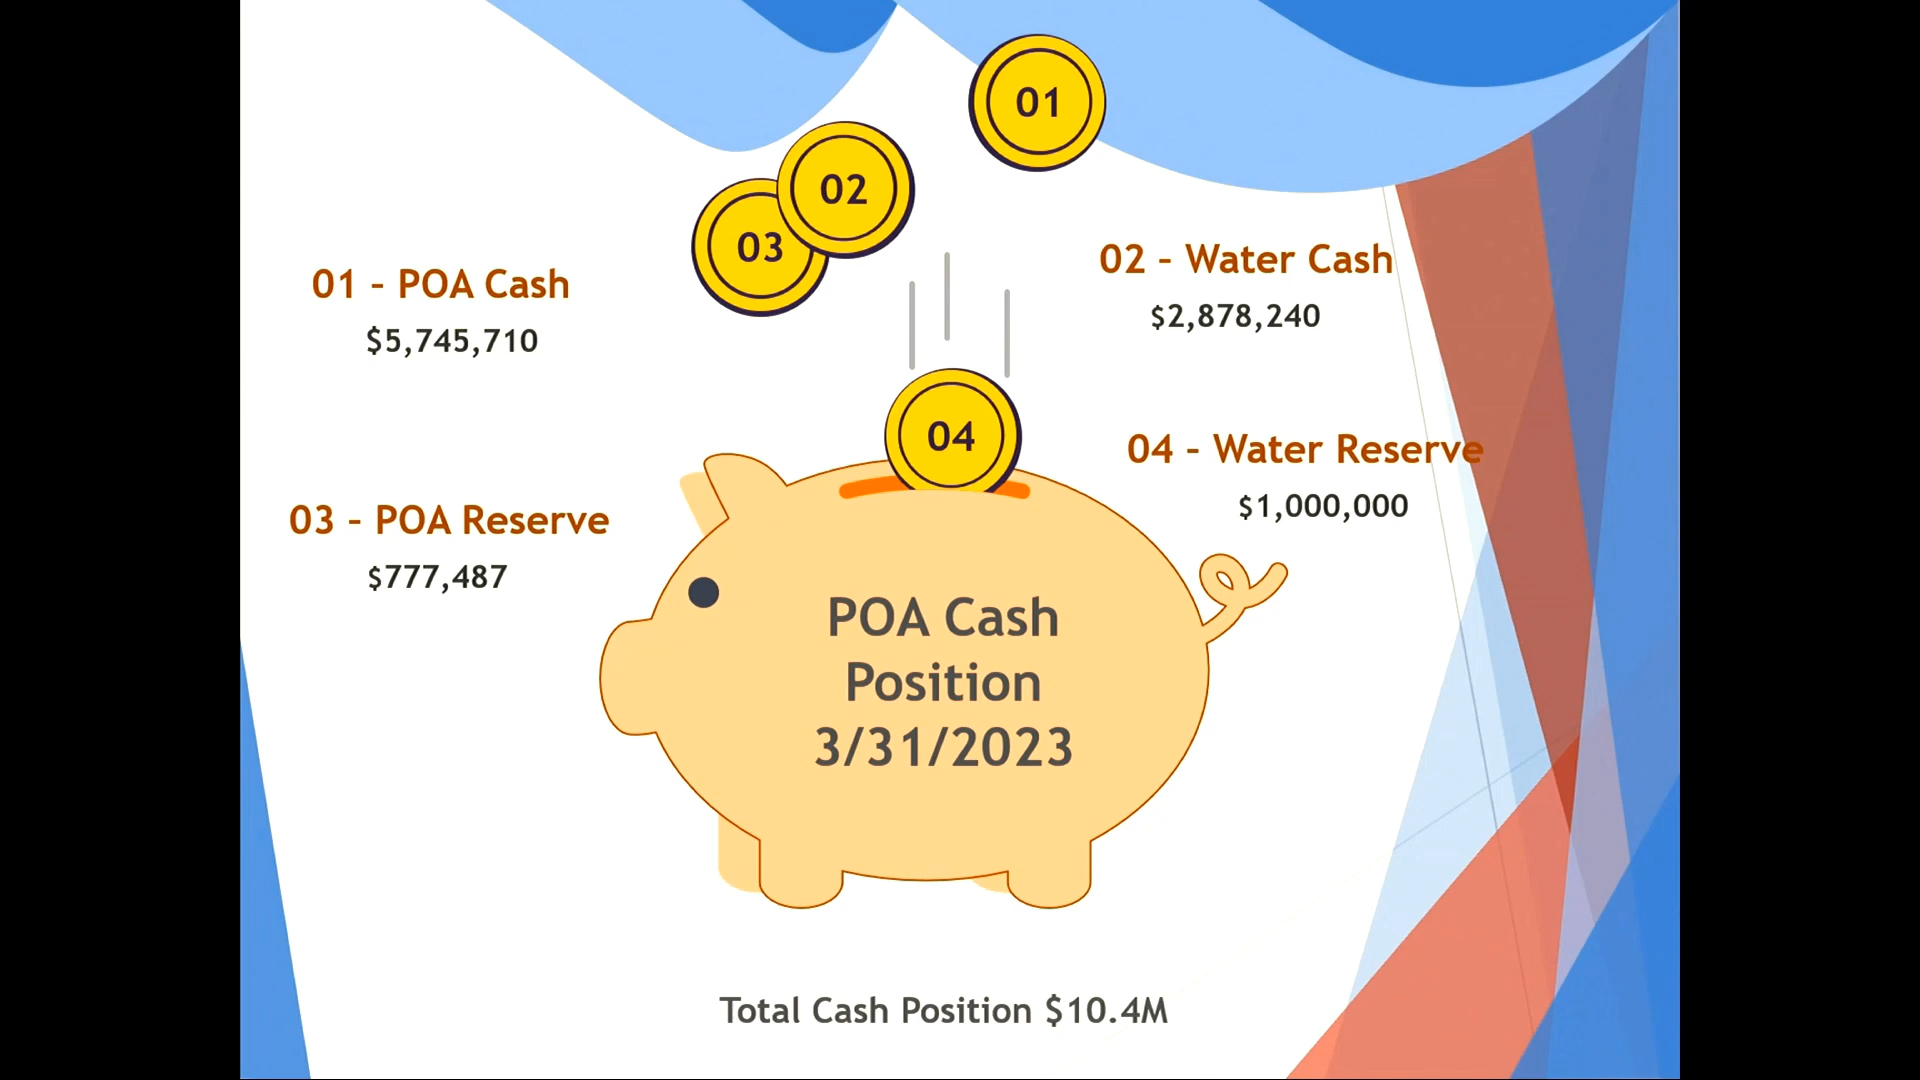 01
02
03
01 - POA Cash
$5,745,710
02 - Water Cash
$2,878,240
04
03 - POA Reserve
$777,487
04 - Water Reserve
$1,000,000
POA Cash
Position
3/31/2023
Total Cash Position $10.4M